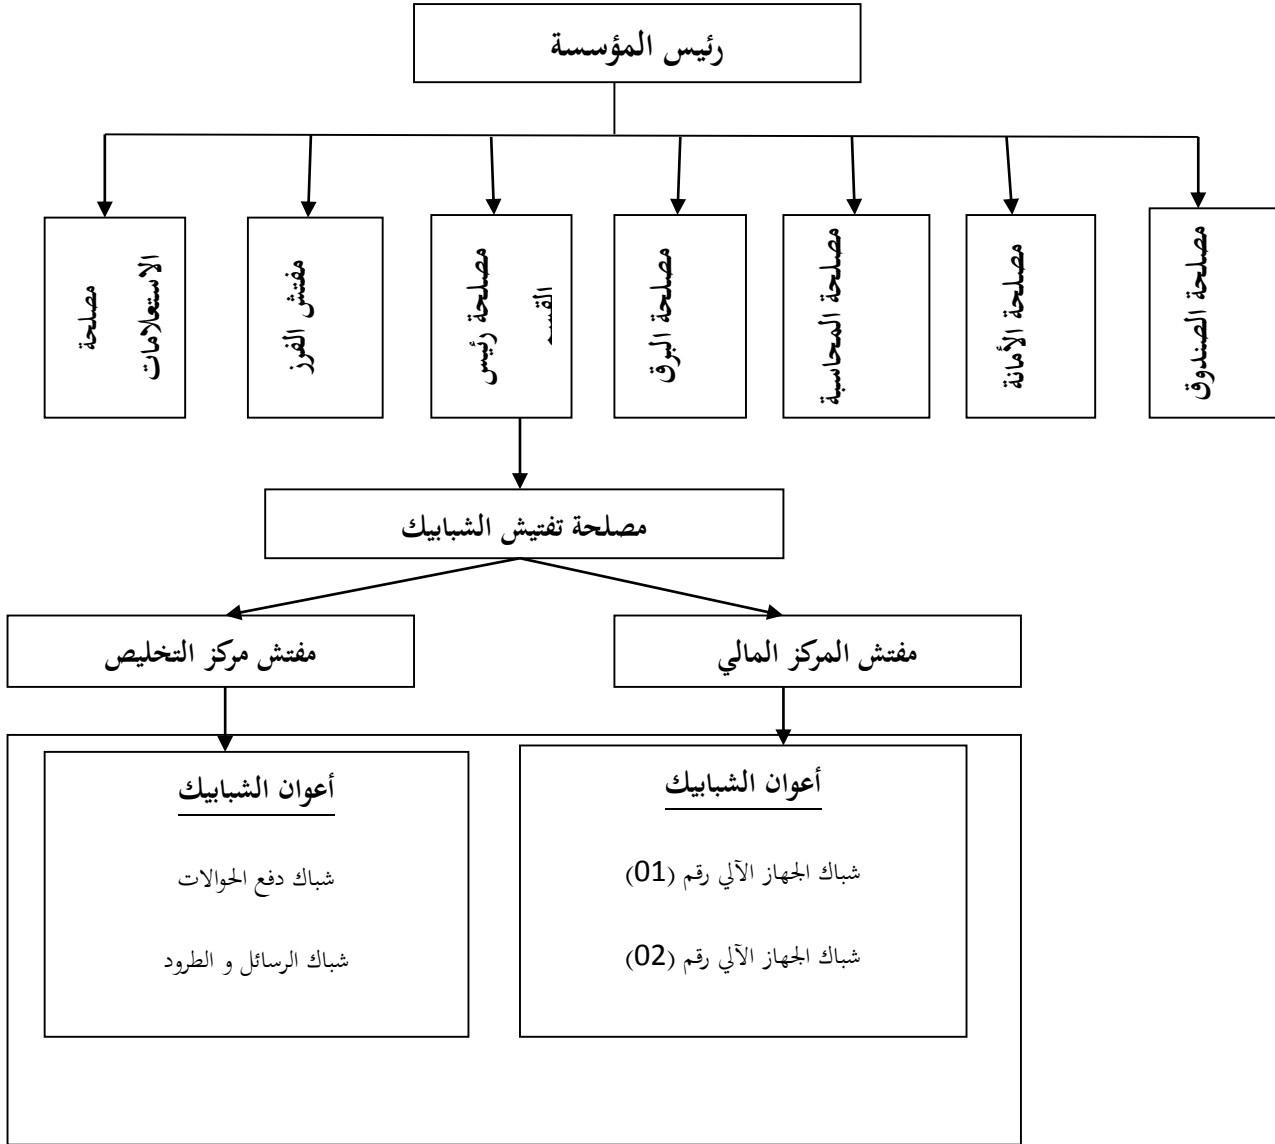 رئيس المؤسسة
مصلحة الصندوق
مصلحة الأمانة
مصلحة المحاسبة
مصلحة البرق
مصلحة رئيس
القسم
مفتش الفرز
مصلحة
الاستعلامات
مصلحة تفتيش الشبابيك
مفتش المركز المالي
مفتش مركز التخليص
أعوان الشبابيك
شباك الجهاز الآلي رقم (01)
شباك الجهاز الآلي رقم (02)
أعوان الشبابيك
شباك دفع الحوالات
شباك الرسائل و الطرود